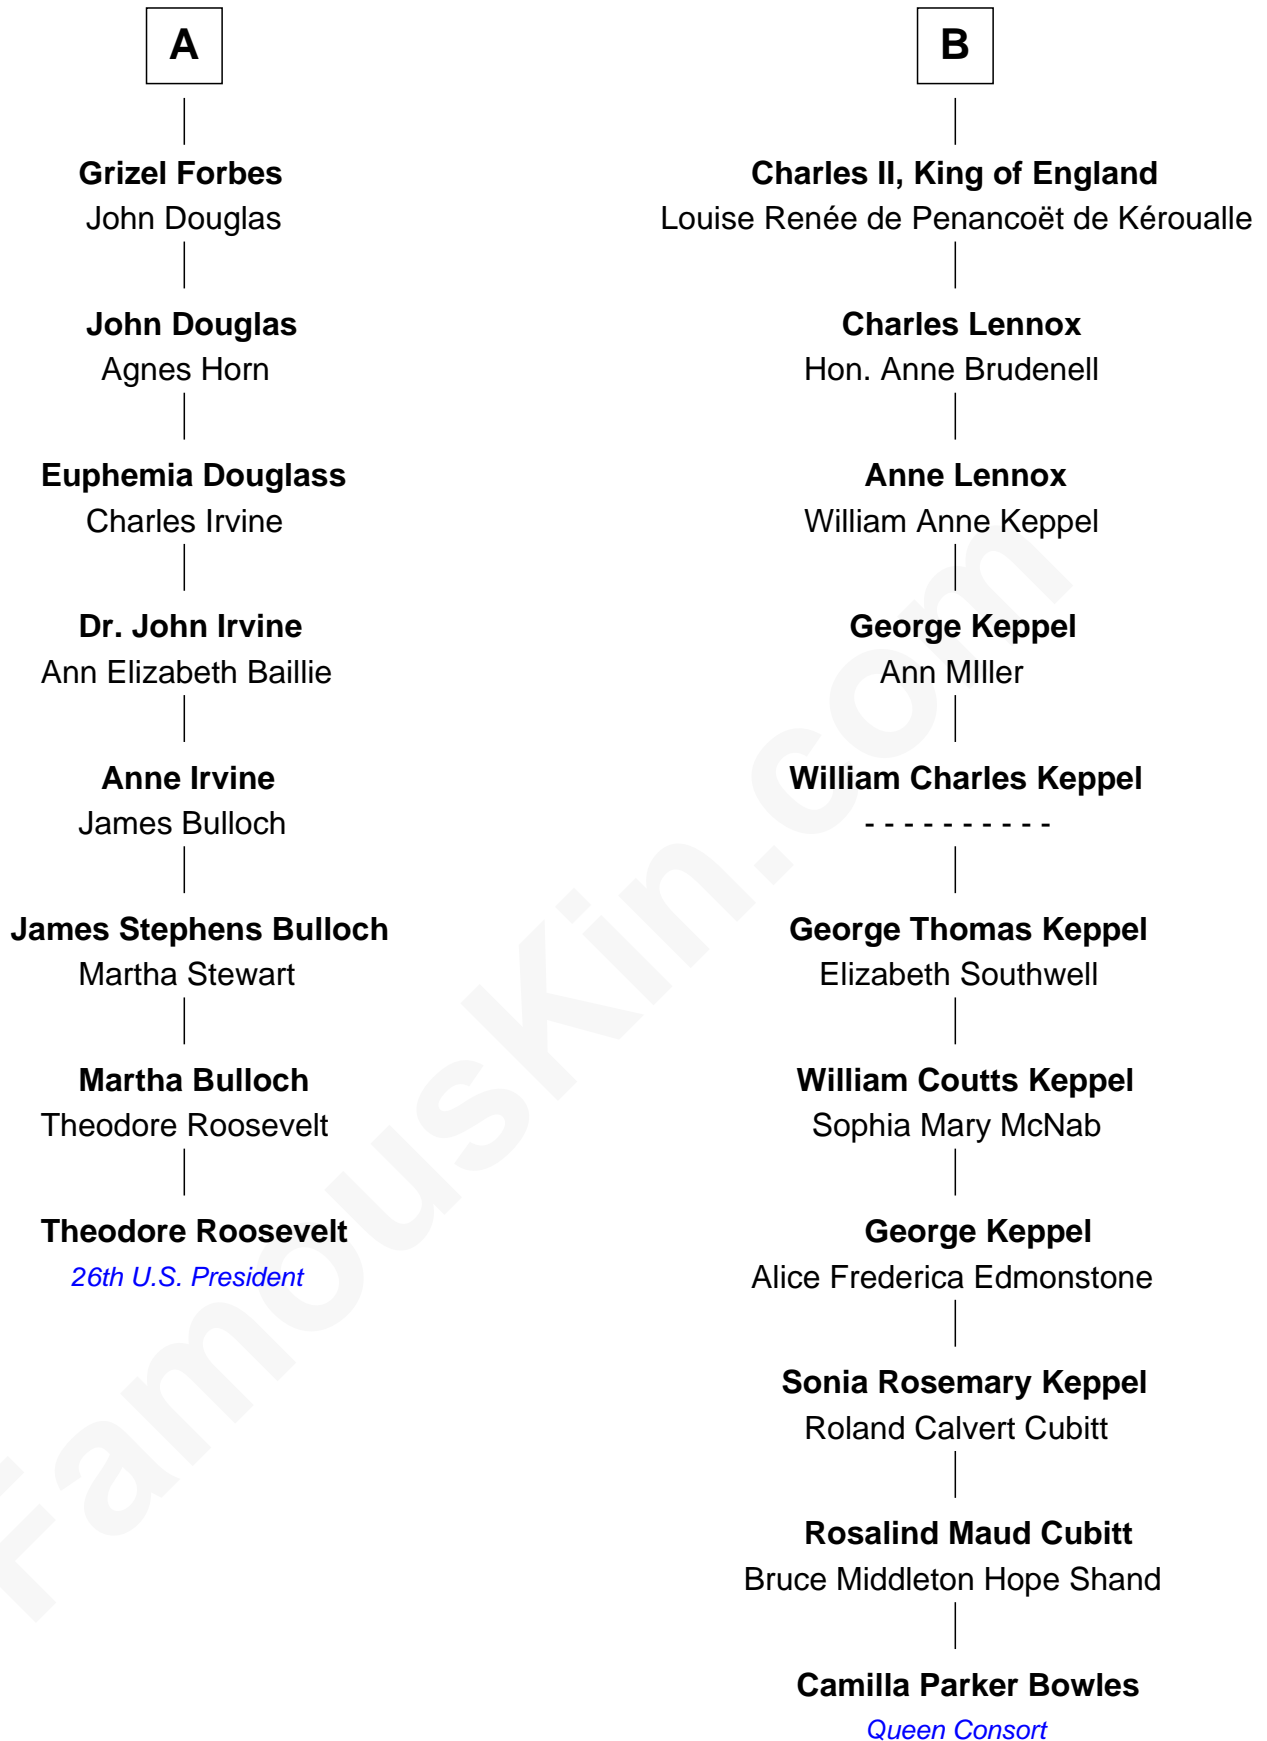 A
Grizel Forbes
John Douglas
John Douglas
Agnes Horn
Euphemia Douglass
Charles Irvine
Dr. John Irvine
Ann Elizabeth Baillie
Anne Irvine
James Bulloch
James Stephens Bulloch
Martha Stewart
Martha Bulloch
Theodore Roosevelt
Theodore Roosevelt
26th U.S. President
B
Charles II, King of England
Louise Renée de Penancoët de Kéroualle
Charles Lennox
Hon. Anne Brudenell
Anne Lennox
William Anne Keppel
George Keppel
Ann MIller
William Charles Keppel
- - - - - - - - - -
George Thomas Keppel
Elizabeth Southwell
William Coutts Keppel
Sophia Mary McNab
George Keppel
Alice Frederica Edmonstone
Sonia Rosemary Keppel
Roland Calvert Cubitt
Rosalind Maud Cubitt
Bruce Middleton Hope Shand
Camilla Parker Bowles
Queen Consort
FamousKin.com